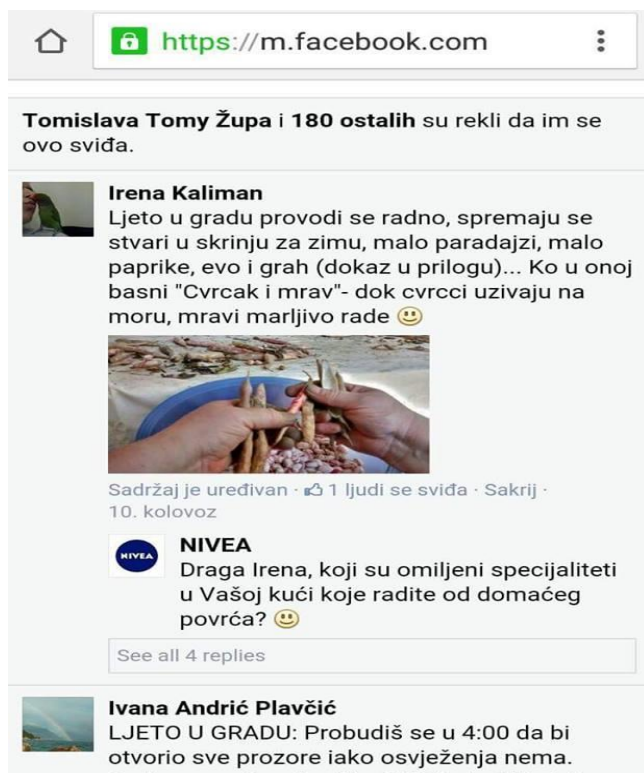 https://m.facebook.com
Tomislava Tomy Župa i 180 ostalih su rekli da im se
ovo sviđa.
Irena Kaliman
Ljeto u gradu provodi se radno, spremaju se
stvari u skrinju za zimu, malo paradajzi, malo
paprike, evo i grah (dokaz u prilogu)... Ko u onoj
basni "Cvrcak i mrav"- dok cvrcci uzivaju na
moru, mravi marljivo rade
Sadržaj je uređivan · 1 ljudi se sviđa · Sakrij ·
10. kolovoz
NIVEA
NIVEA
Draga Irena, koji su omiljeni specijaliteti
u Vašoj kući koje radite od domaćeg
povrća?
See all 4 replies
Ivana Andrić Plavčić
LJETO U GRADU: Probudiš se u 4:00 da bi
otvorio sve prozore iako osvježenja nema.